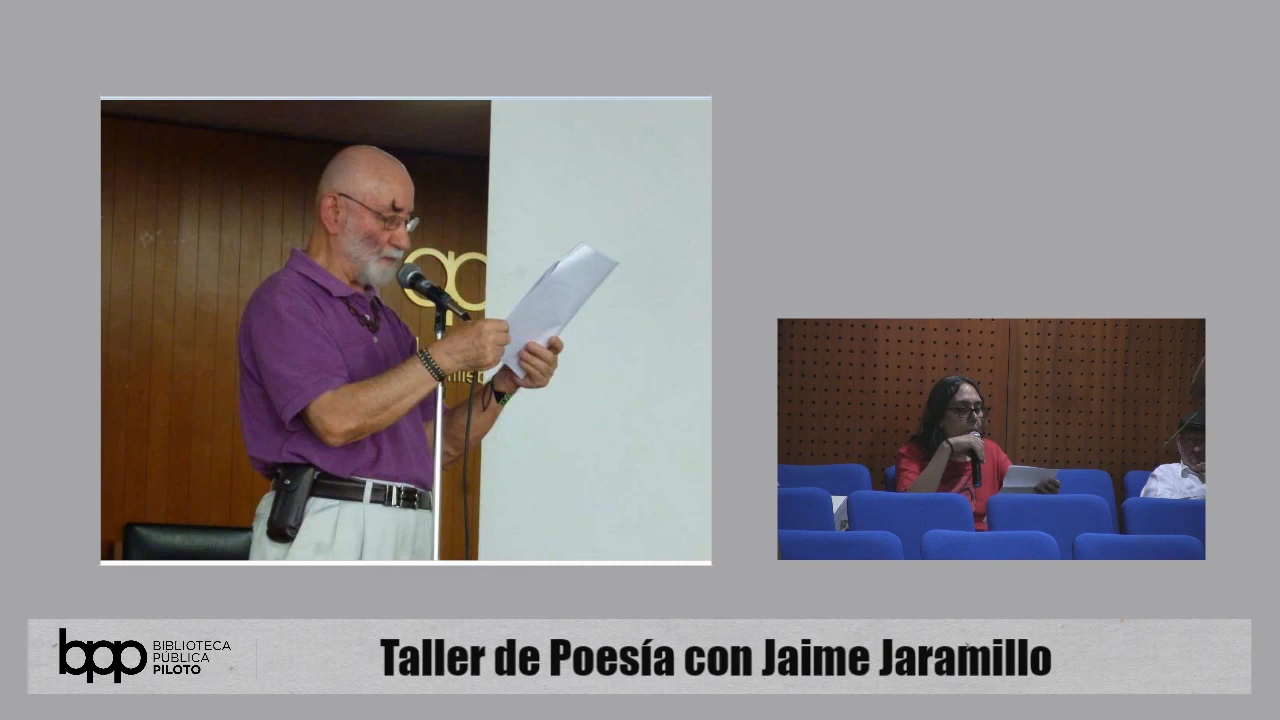 bpp
BIBLIOTECA
PÚBLICA
PILOTO
Taller de Poesía con Jaime Jaramillo